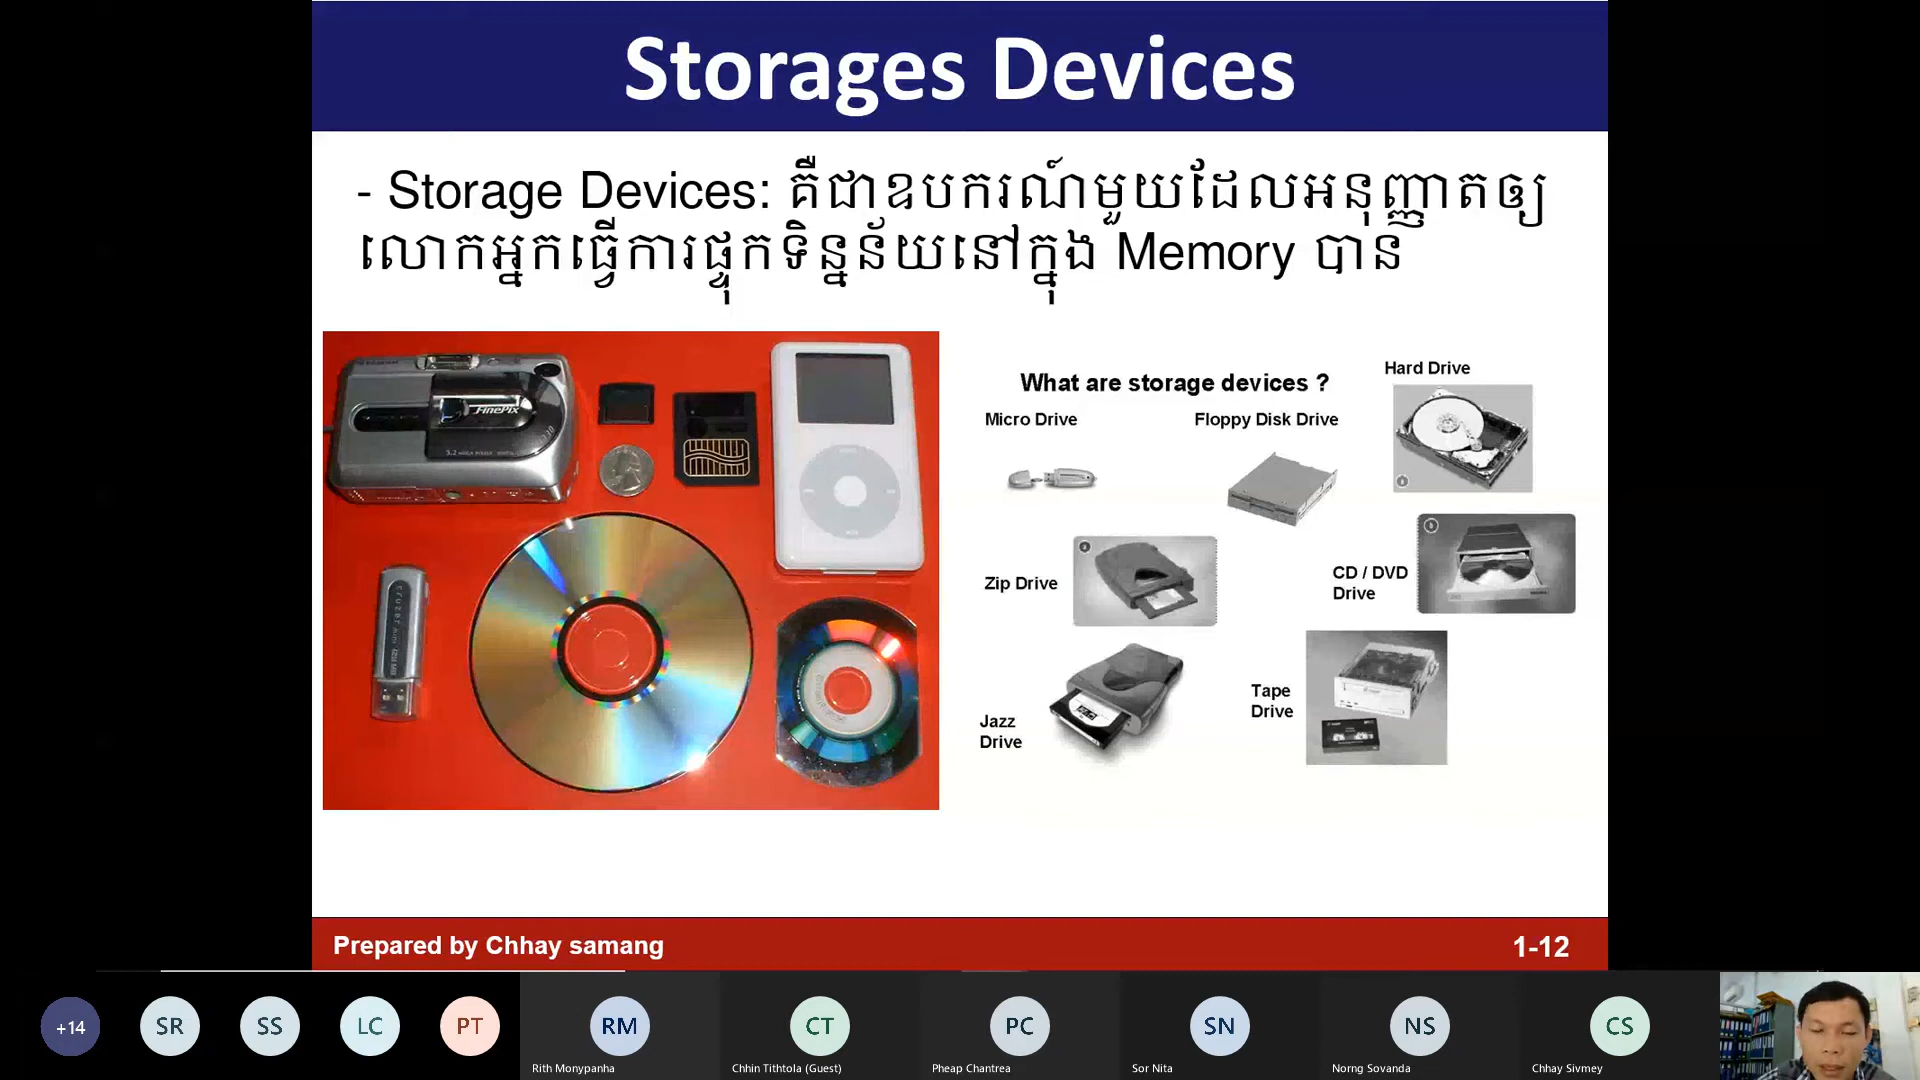 Storages Devices
- Storage Devices: គឺជាឧបករណ៍មួយដែលអនុញ្ញាតឲ្យ
លោកអ្នកធ្វើការផ្ទុកទិន្នន័យនៅក្នុង Memory បាន
FinePix
What are storage devices ?
Hard Drive
Micro Drive
Floppy Disk Drive
Zip Drive
CD / DVD
Drive
Jazz
Drive
Tape
Drive
Prepared by Chhay samang
1-12
+14
SR
SS
LC
PT
RM
CT
PC
SN
NS
CS
Rith Monypanha
Chhin Tithtola (Guest)
Pheap Chantrea
Sor Nita
Norng Sovanda
Chhay Sivmey